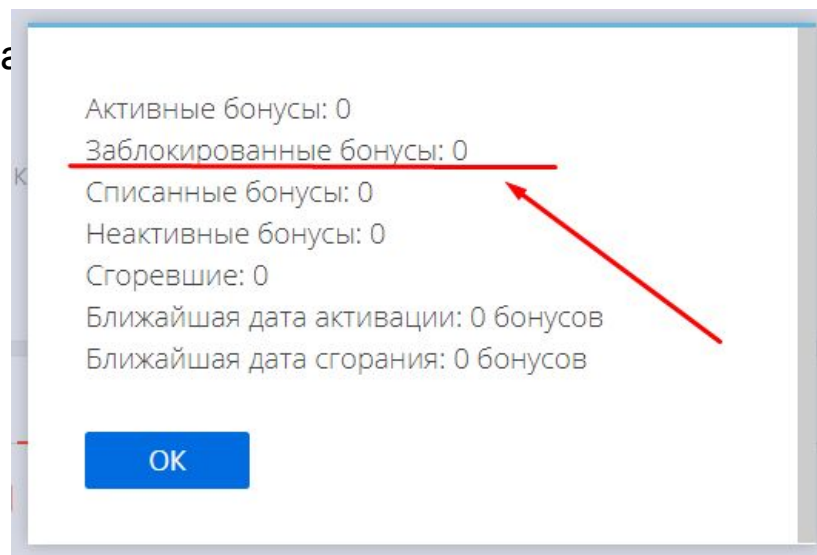 Активные бонусы: 0
Заблокированные бонусы: 0
Списанные бонусы: 0
Неактивные бонусы: 0
Сгоревшие: 0
Ближайшая дата активации: 0 бонусов
Ближайшая дата сгорания: 0 бонусов
ОК